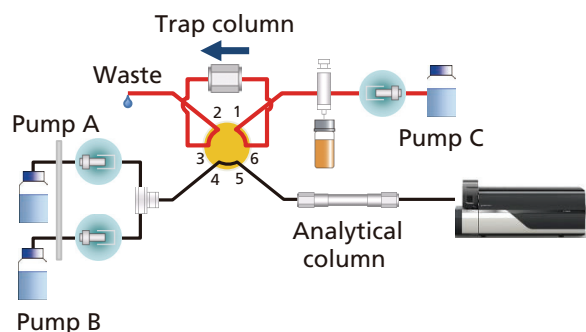 Trap column
Waste
2 1
Pump A
Pump C
3 6
4 5
Analytical
column
Pump B